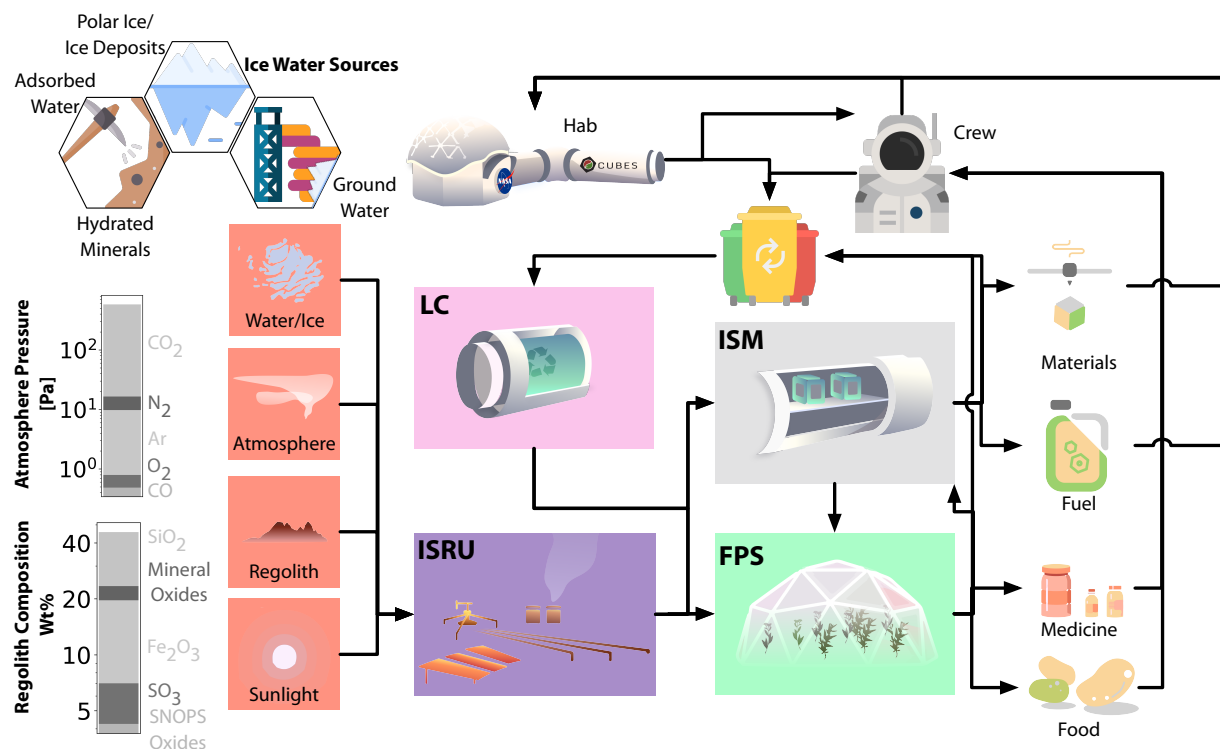 Polar Ice/
Ice Deposits
Ice Water Sources
Adsorbed
Water
Hydrated
Minerals
Ground
Water
Hab
NASA
CUBES
Crew
Water/Ice
Atmosphere
Regolith
Sunlight
Atmosphere Pressure
[Pa]
10²
10¹
10⁰
CO₂
N₂
Ar
O₂
CO
Regolith Composition
Wt%
40
20
10
5
SiO₂
Mineral
Oxides
Fe₂O₃
SO₃
SNOPS
Oxides
LC
ISM
ISRU
FPS
Materials
Fuel
Medicine
Food